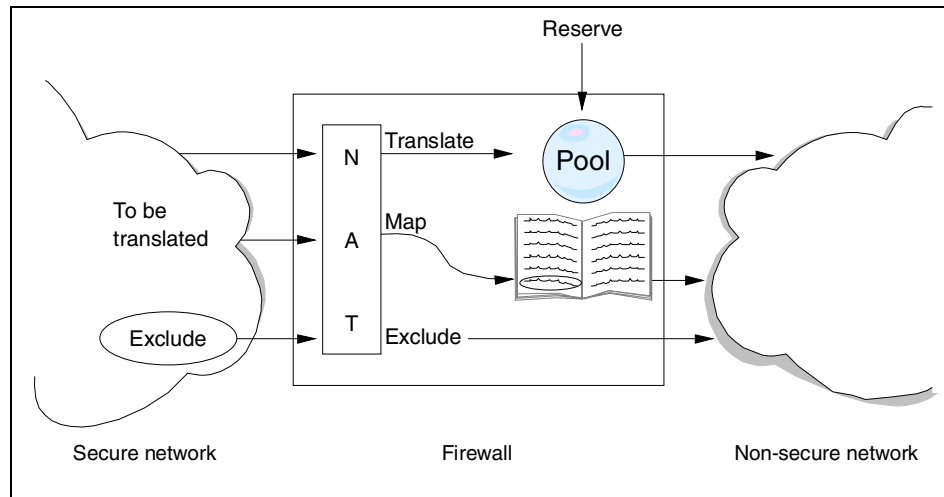 Reserve
N
A
T
Translate
Pool
To be
translated
Map
Exclude
Exclude
Secure network
Firewall
Non-secure network